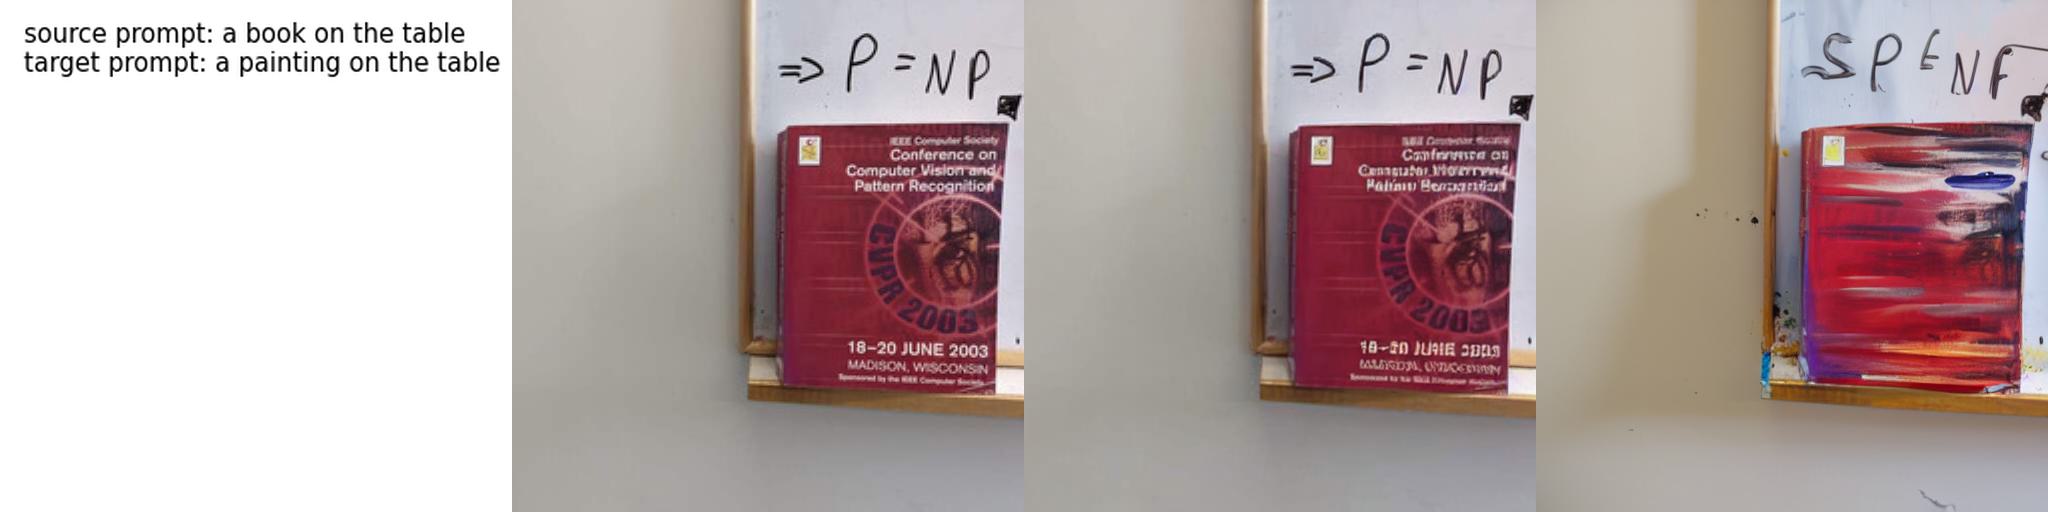 source prompt: a book on the table
target prompt: a painting on the table
=> P = NP
IEEE Computer Society
Conference on
Computer Vision and
Pattern Recognition
CVPR 2003
18–20 JUNE 2003
MADISON, WISCONSIN
Sponsored by the IEEE Computer Society
=> P = NP
Conference on
CVPR 2003
S P E N F